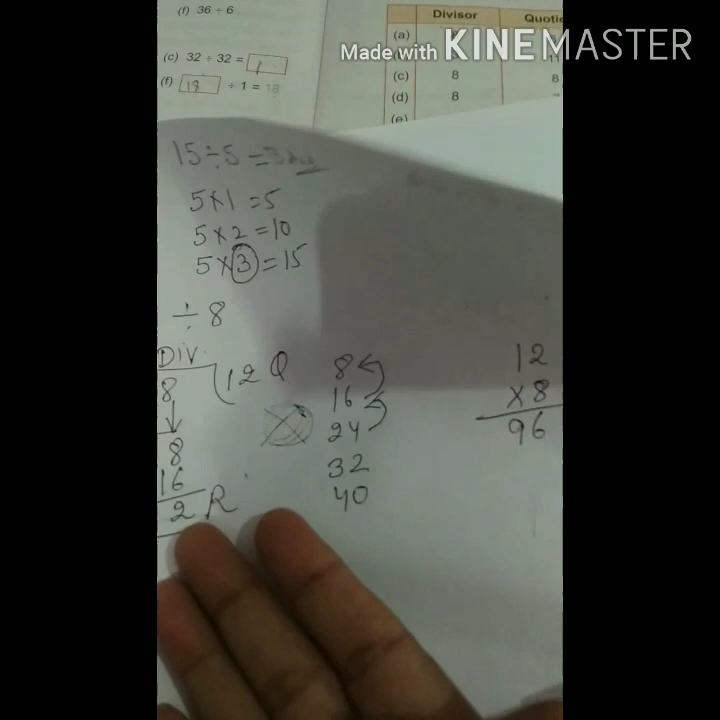 (f) 36 ÷ 6
Divisor Quotie
(a)
Made with KINEMASTER
(c) 32 ÷ 32 = 1
(c) 8 8
(f) 18 ÷ 1 = 18
(d) 8
(e)
15÷5 =3
5×1 =5
5×2 =10
5×3=15
÷ 8
DIV.
8 12 Q
8
16
2 R
8
16
24
32
40
12
×8
96